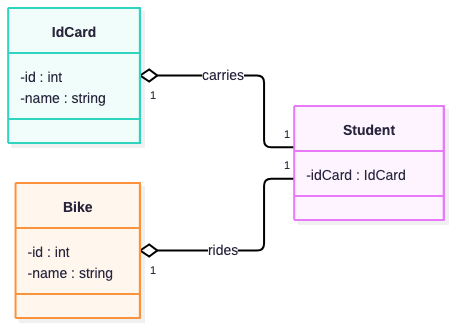 IdCard
-id : int
-name : string
1
carries
1
Student
-idCard : IdCard
1
rides
1
Bike
-id : int
-name : string